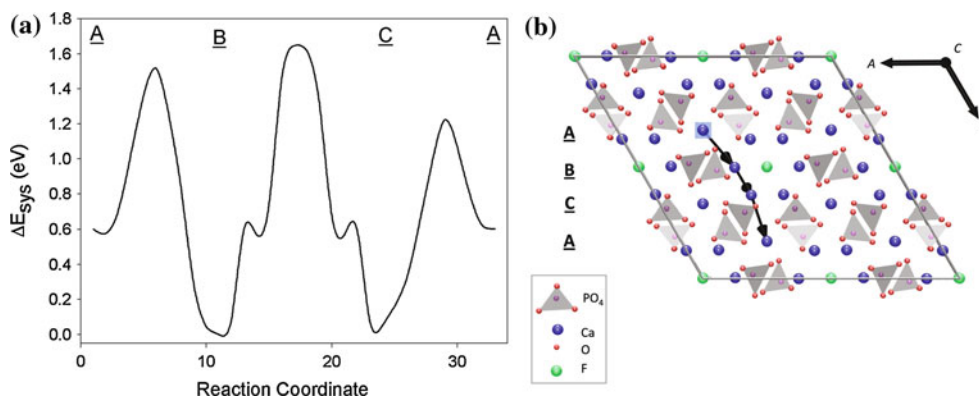 (a)
1.8
1.6
1.4
1.2
1.0
0.8
0.6
0.4
0.2
0.0
ΔEsys (eV)
A B C A
0 10 20 30
Reaction Coordinate
(b)
A C
A
B
C
A
PO4
Ca
O
F